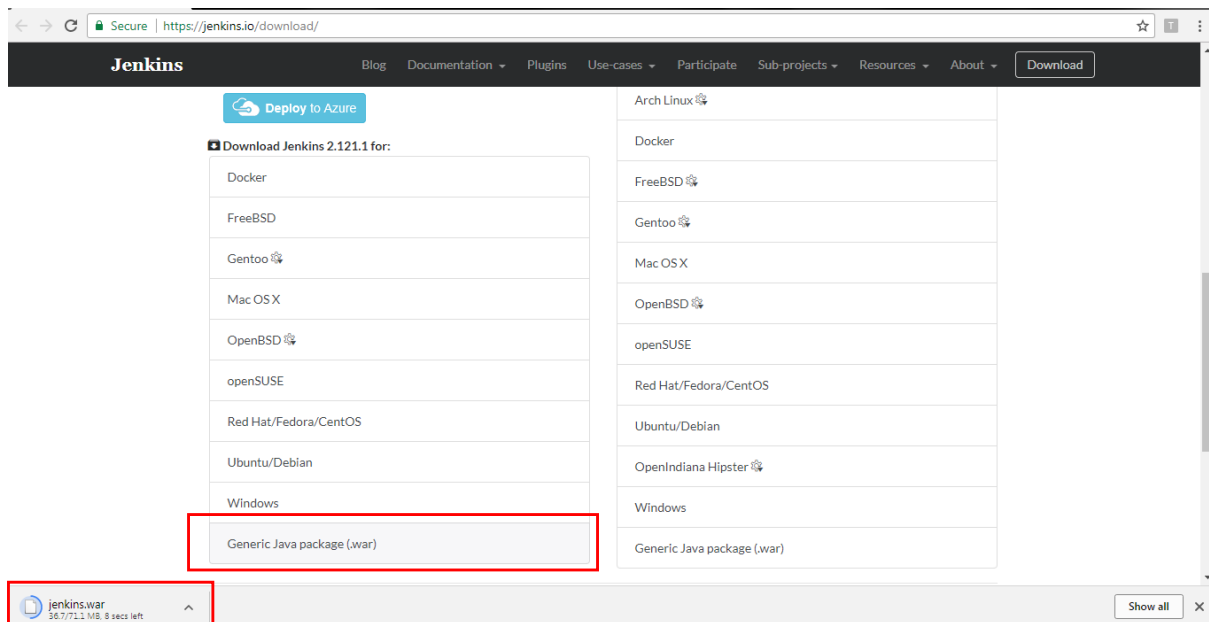 Secure | https://jenkins.io/download/
T
Jenkins Blog Documentation Plugins Use-cases Participate Sub-projects Resources About Download
Deploy to Azure
Download Jenkins 2.121.1 for:
Docker
FreeBSD
Gentoo
Mac OS X
OpenBSD
openSUSE
Red Hat/Fedora/CentOS
Ubuntu/Debian
Windows
Generic Java package (.war)
Arch Linux
Docker
FreeBSD
Gentoo
Mac OS X
OpenBSD
openSUSE
Red Hat/Fedora/CentOS
Ubuntu/Debian
OpenIndiana Hipster
Windows
Generic Java package (.war)
jenkins.war
36.7/71.1 MB, 8 secs left
Show all